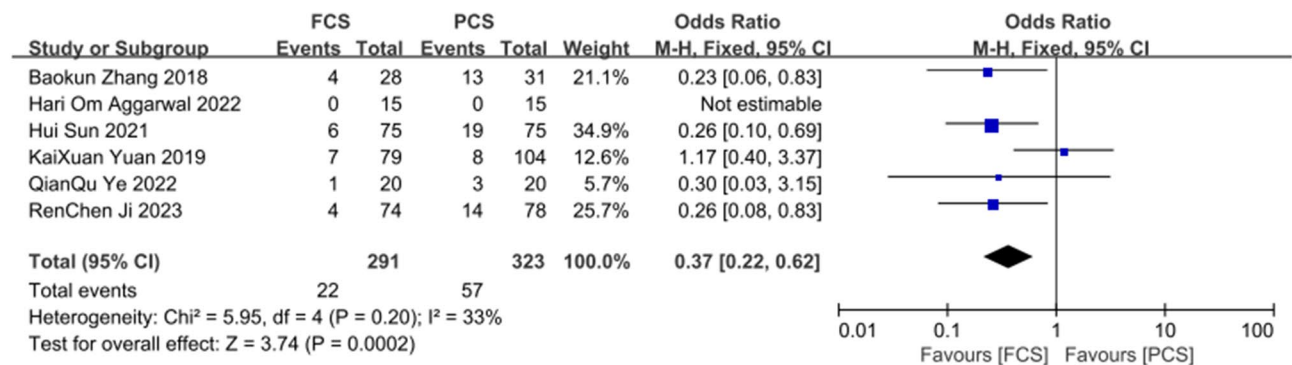 FCS PCS Odds Ratio Odds Ratio
Study or Subgroup Events Total Events Total Weight M-H, Fixed, 95% CI M-H, Fixed, 95% CI
Baokun Zhang 2018 4 28 13 31 21.1% 0.23 [0.06, 0.83]
Hari Om Aggarwal 2022 0 15 0 15 Not estimable
Hui Sun 2021 6 75 19 75 34.9% 0.26 [0.10, 0.69]
KaiXuan Yuan 2019 7 79 8 104 12.6% 1.17 [0.40, 3.37]
QianQu Ye 2022 1 20 3 20 5.7% 0.30 [0.03, 3.15]
RenChen Ji 2023 4 74 14 78 25.7% 0.26 [0.08, 0.83]
Total (95% CI) 291 323 100.0% 0.37 [0.22, 0.62]
Total events 22 57
Heterogeneity: Chi² = 5.95, df = 4 (P = 0.20); I² = 33%
Test for overall effect: Z = 3.74 (P = 0.0002)
0.01 0.1 1 10 100
Favours [FCS] Favours [PCS]